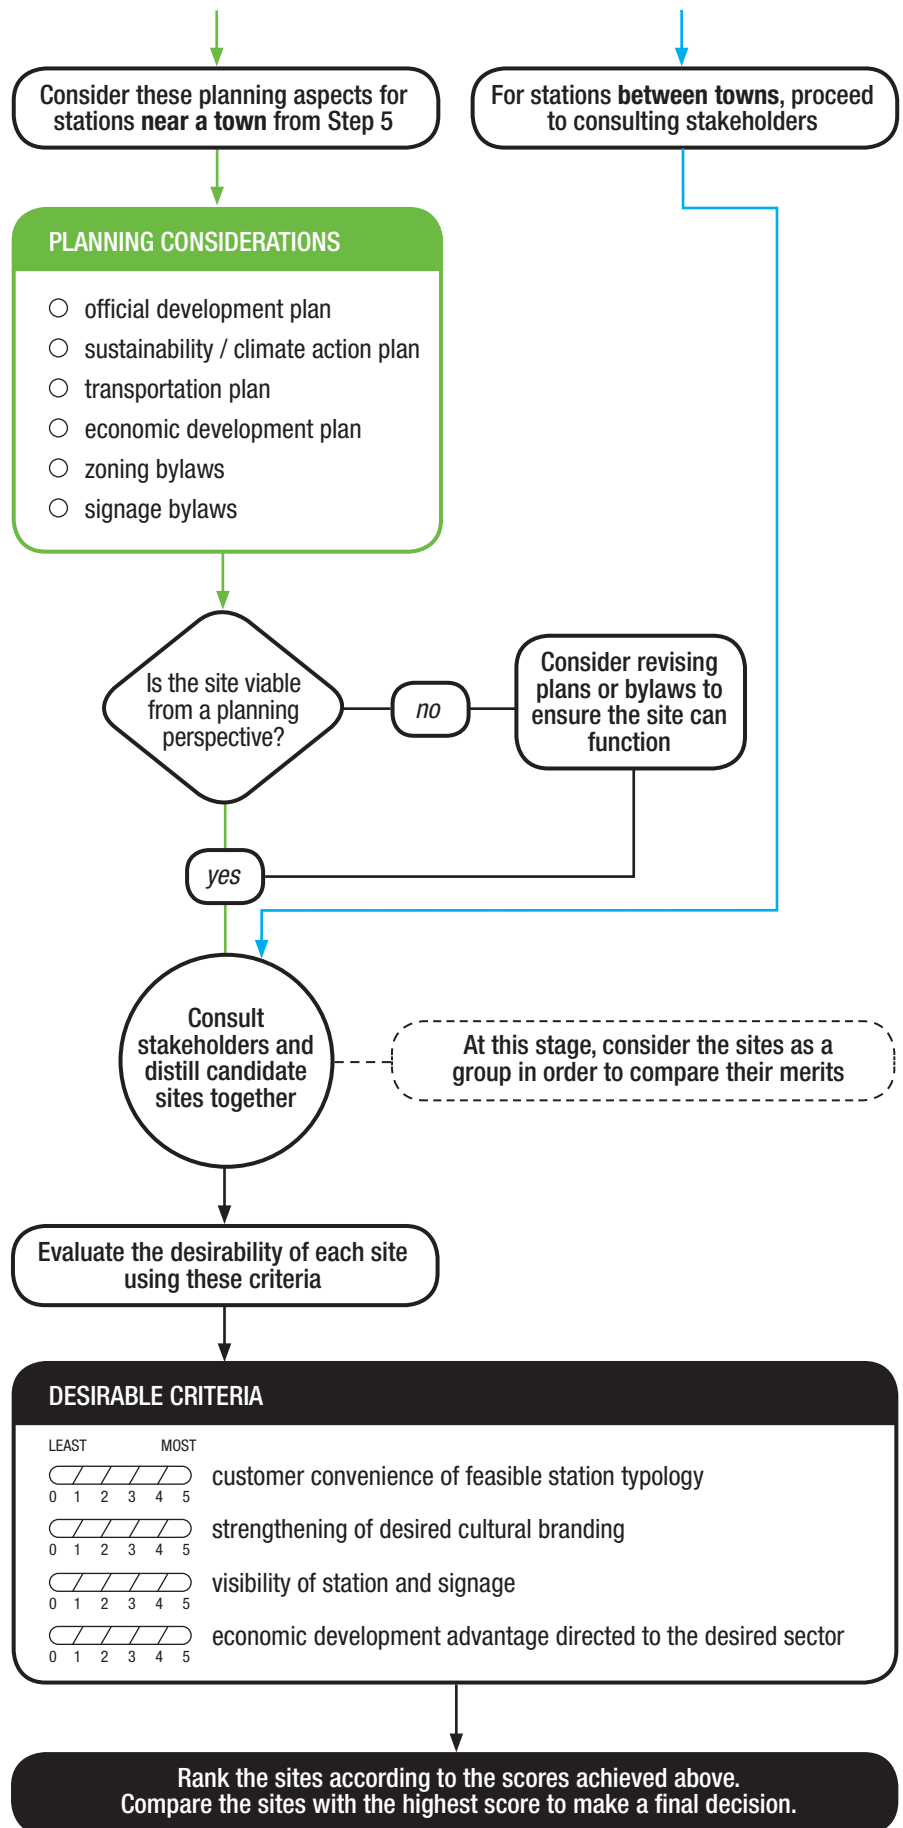 Consider these planning aspects for
stations near a town from Step 5
For stations between towns, proceed
to consulting stakeholders
PLANNING CONSIDERATIONS
official development plan
sustainability / climate action plan
transportation plan
economic development plan
zoning bylaws
signage bylaws
Is the site viable
from a planning
perspective?
no
Consider revising
plans or bylaws to
ensure the site can
function
yes
Consult
stakeholders and
distill candidate
sites together
At this stage, consider the sites as a
group in order to compare their merits
Evaluate the desirability of each site
using these criteria
DESIRABLE CRITERIA
LEAST MOST
customer convenience of feasible station typology
0 1 2 3 4 5
strengthening of desired cultural branding
0 1 2 3 4 5
visibility of station and signage
0 1 2 3 4 5
economic development advantage directed to the desired sector
0 1 2 3 4 5
Rank the sites according to the scores achieved above.
Compare the sites with the highest score to make a final decision.